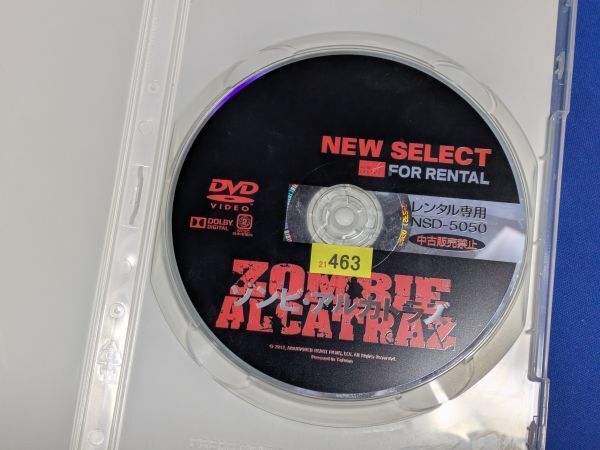 NEW SELECT
FOR RENTAL
DVD
VIDEO
DOLBY
DIGITAL
レンタル専用
NSD-5050
中古販売禁止
21 463
ZOMBIE
ゾンビ・アルカトラズ
ALCATRAZ